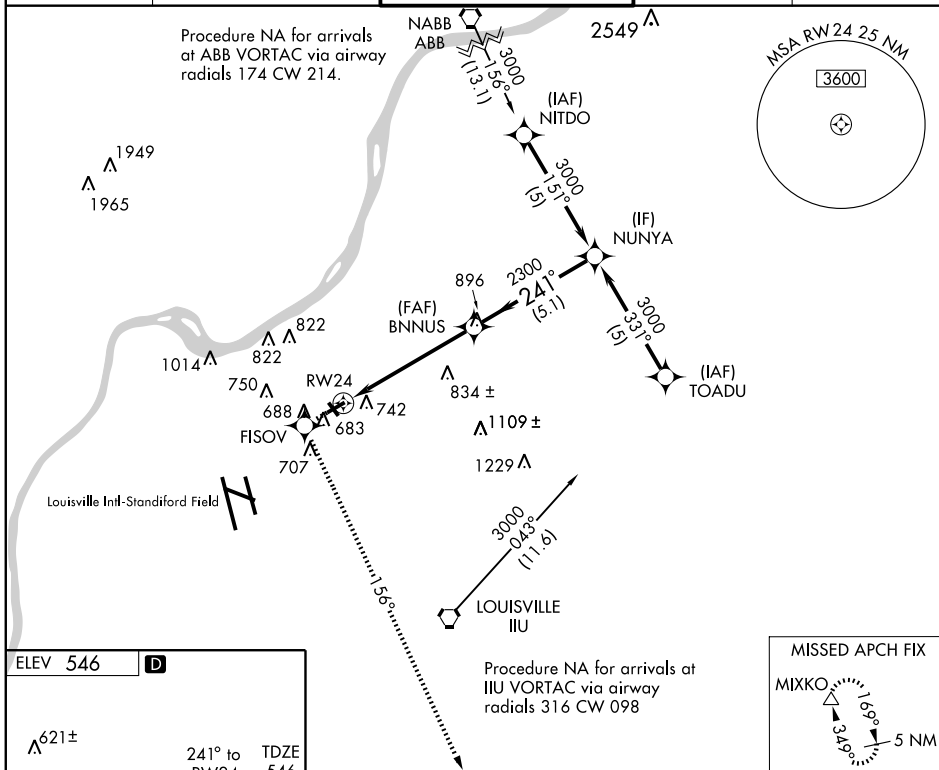 Procedure NA for arrivals
at ABB VORTAC via airway
radials 174 CW 214.
NABB
ABB
3000
156°
(13.1)
2549
MSA RW24 25 NM
3600
(IAF)
NITDO
1949
1965
3000
151°
(5)
(IF)
NUNYA
896
2300
241°
(5.1)
(FAF)
BNNUS
3000
331°
(5)
(IAF)
TOADU
822
822
1014
750
RW24
688
742
683
FISOV
707
834 ±
1109 ±
1229
Louisville Intl-Standiford Field
3000
043°
(11.6)
156°
LOUISVILLE
IIU
Procedure NA for arrivals at
IIU VORTAC via airway
radials 316 CW 098
ELEV 546
D
621±
241° to
RW24
TDZE
546
MISSED APCH FIX
MIXKO
169°
349°
5 NM